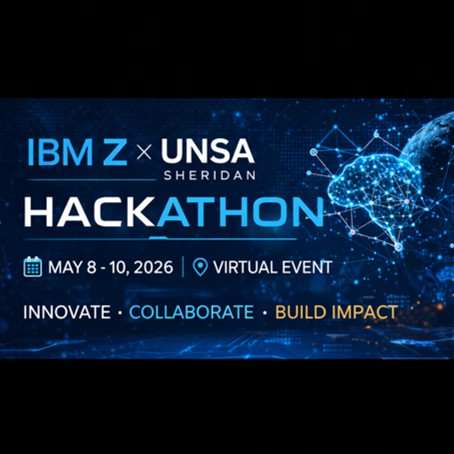 IBM Z × UNSA
SHERIDAN
HACKATHON
MAY 8 - 10, 2026 | VIRTUAL EVENT
INNOVATE · COLLABORATE · BUILD IMPACT